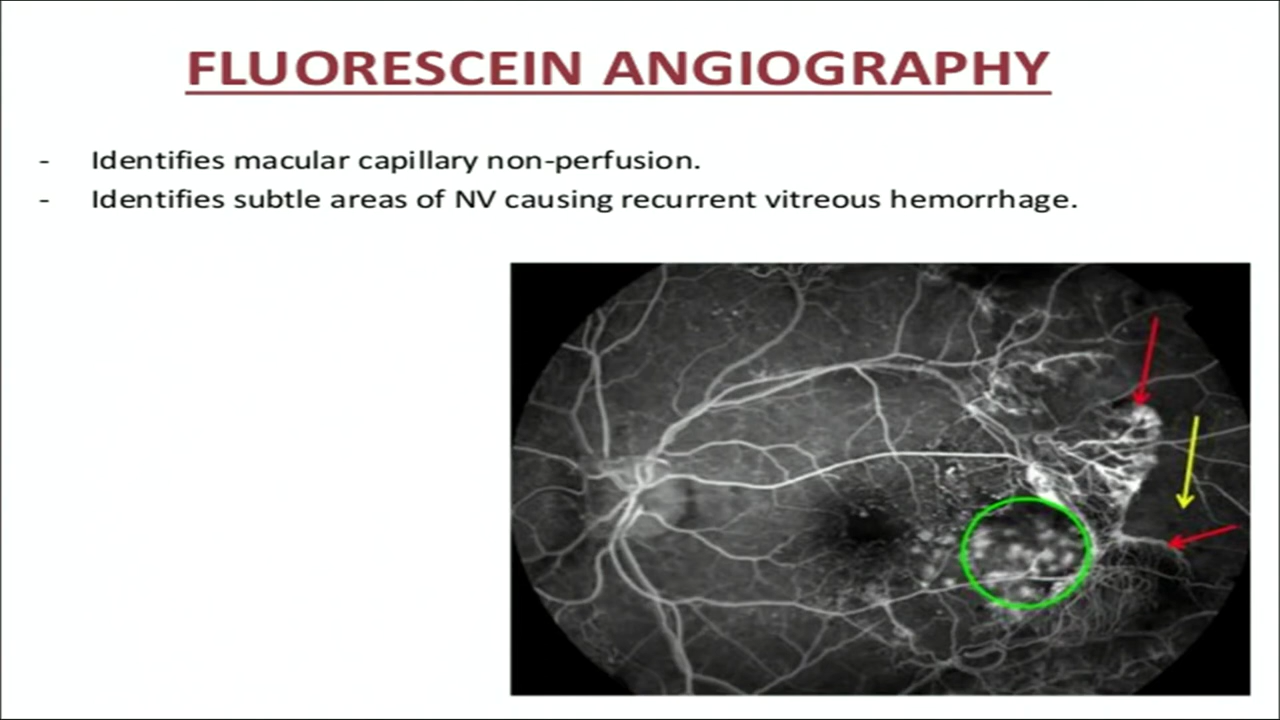 FLUORESCEIN ANGIOGRAPHY
- Identifies macular capillary non-perfusion.
- Identifies subtle areas of NV causing recurrent vitreous hemorrhage.